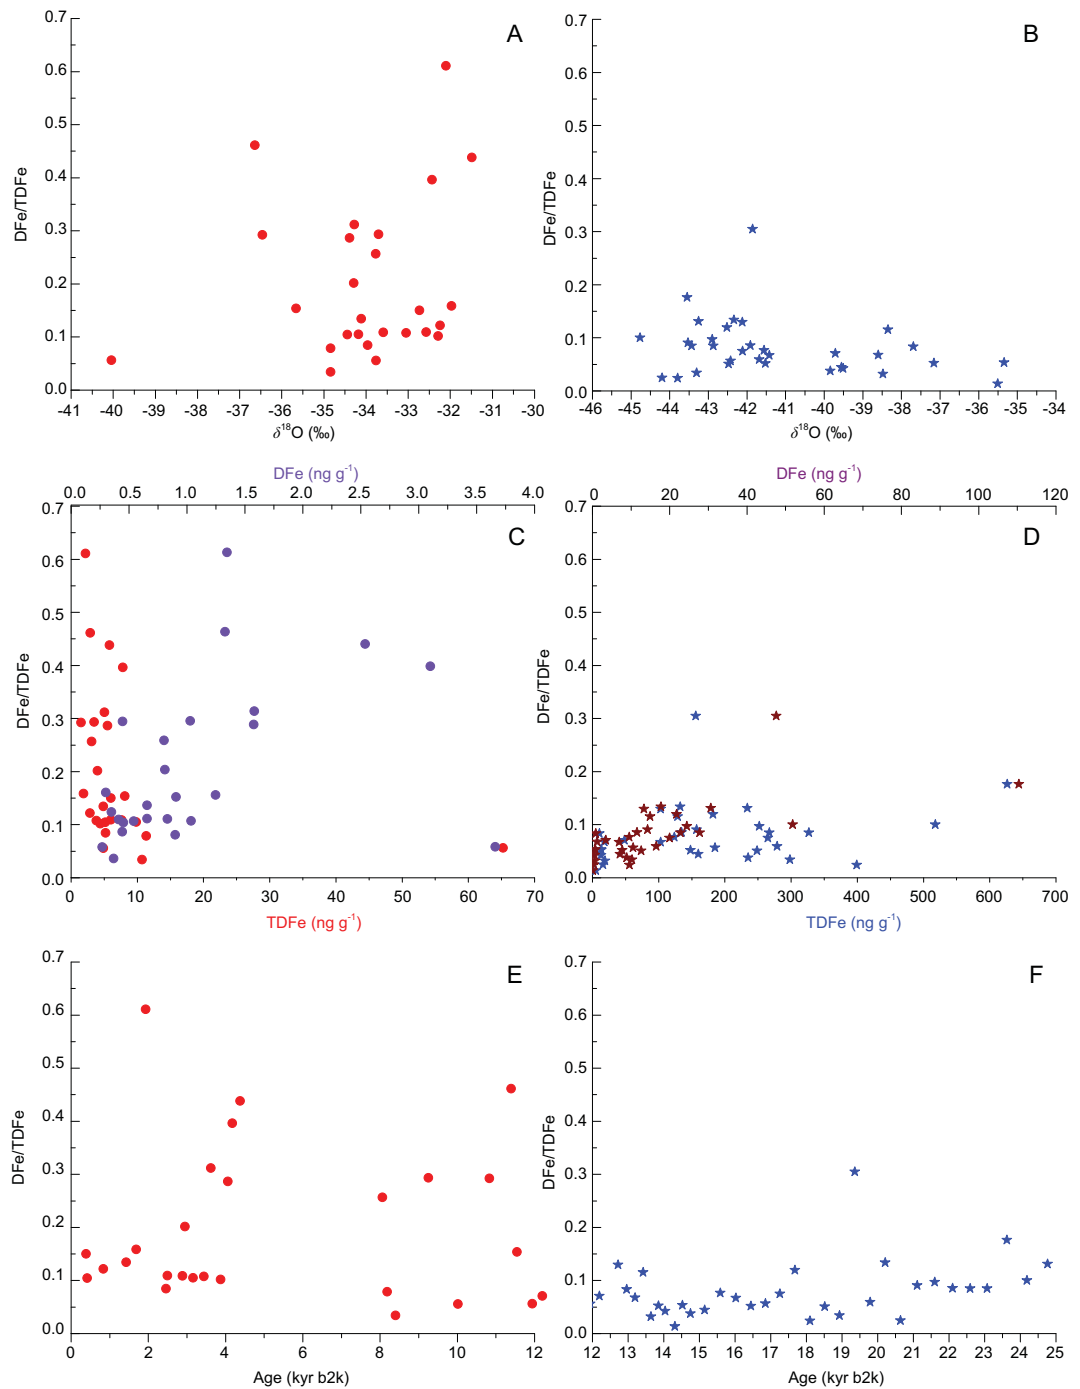 A
0.7
0.6
0.5
0.4
0.3
0.2
0.1
0.0
DFe/TDFe
-41 -40 -39 -38 -37 -36 -35 -34 -33 -32 -31 -30
δ18O (‰)
B
0.7
0.6
0.5
0.4
0.3
0.2
0.1
0.0
DFe/TDFe
-46 -45 -44 -43 -42 -41 -40 -39 -38 -37 -36 -35 -34
δ18O (‰)
DFe (ng g-1)
0.0 0.5 1.0 1.5 2.0 2.5 3.0 3.5 4.0
C
0.7
0.6
0.5
0.4
0.3
0.2
0.1
0.0
DFe/TDFe
0 10 20 30 40 50 60 70
TDFe (ng g-1)
DFe (ng g-1)
0 20 40 60 80 100 120
D
0.7
0.6
0.5
0.4
0.3
0.2
0.1
0.0
DFe/TDFe
0 100 200 300 400 500 600 700
TDFe (ng g-1)
E
0.7
0.6
0.5
0.4
0.3
0.2
0.1
0.0
DFe/TDFe
0 2 4 6 8 10 12
Age (kyr b2k)
F
0.7
0.6
0.5
0.4
0.3
0.2
0.1
0.0
DFe/TDFe
12 13 14 15 16 17 18 19 20 21 22 23 24 25
Age (kyr b2k)